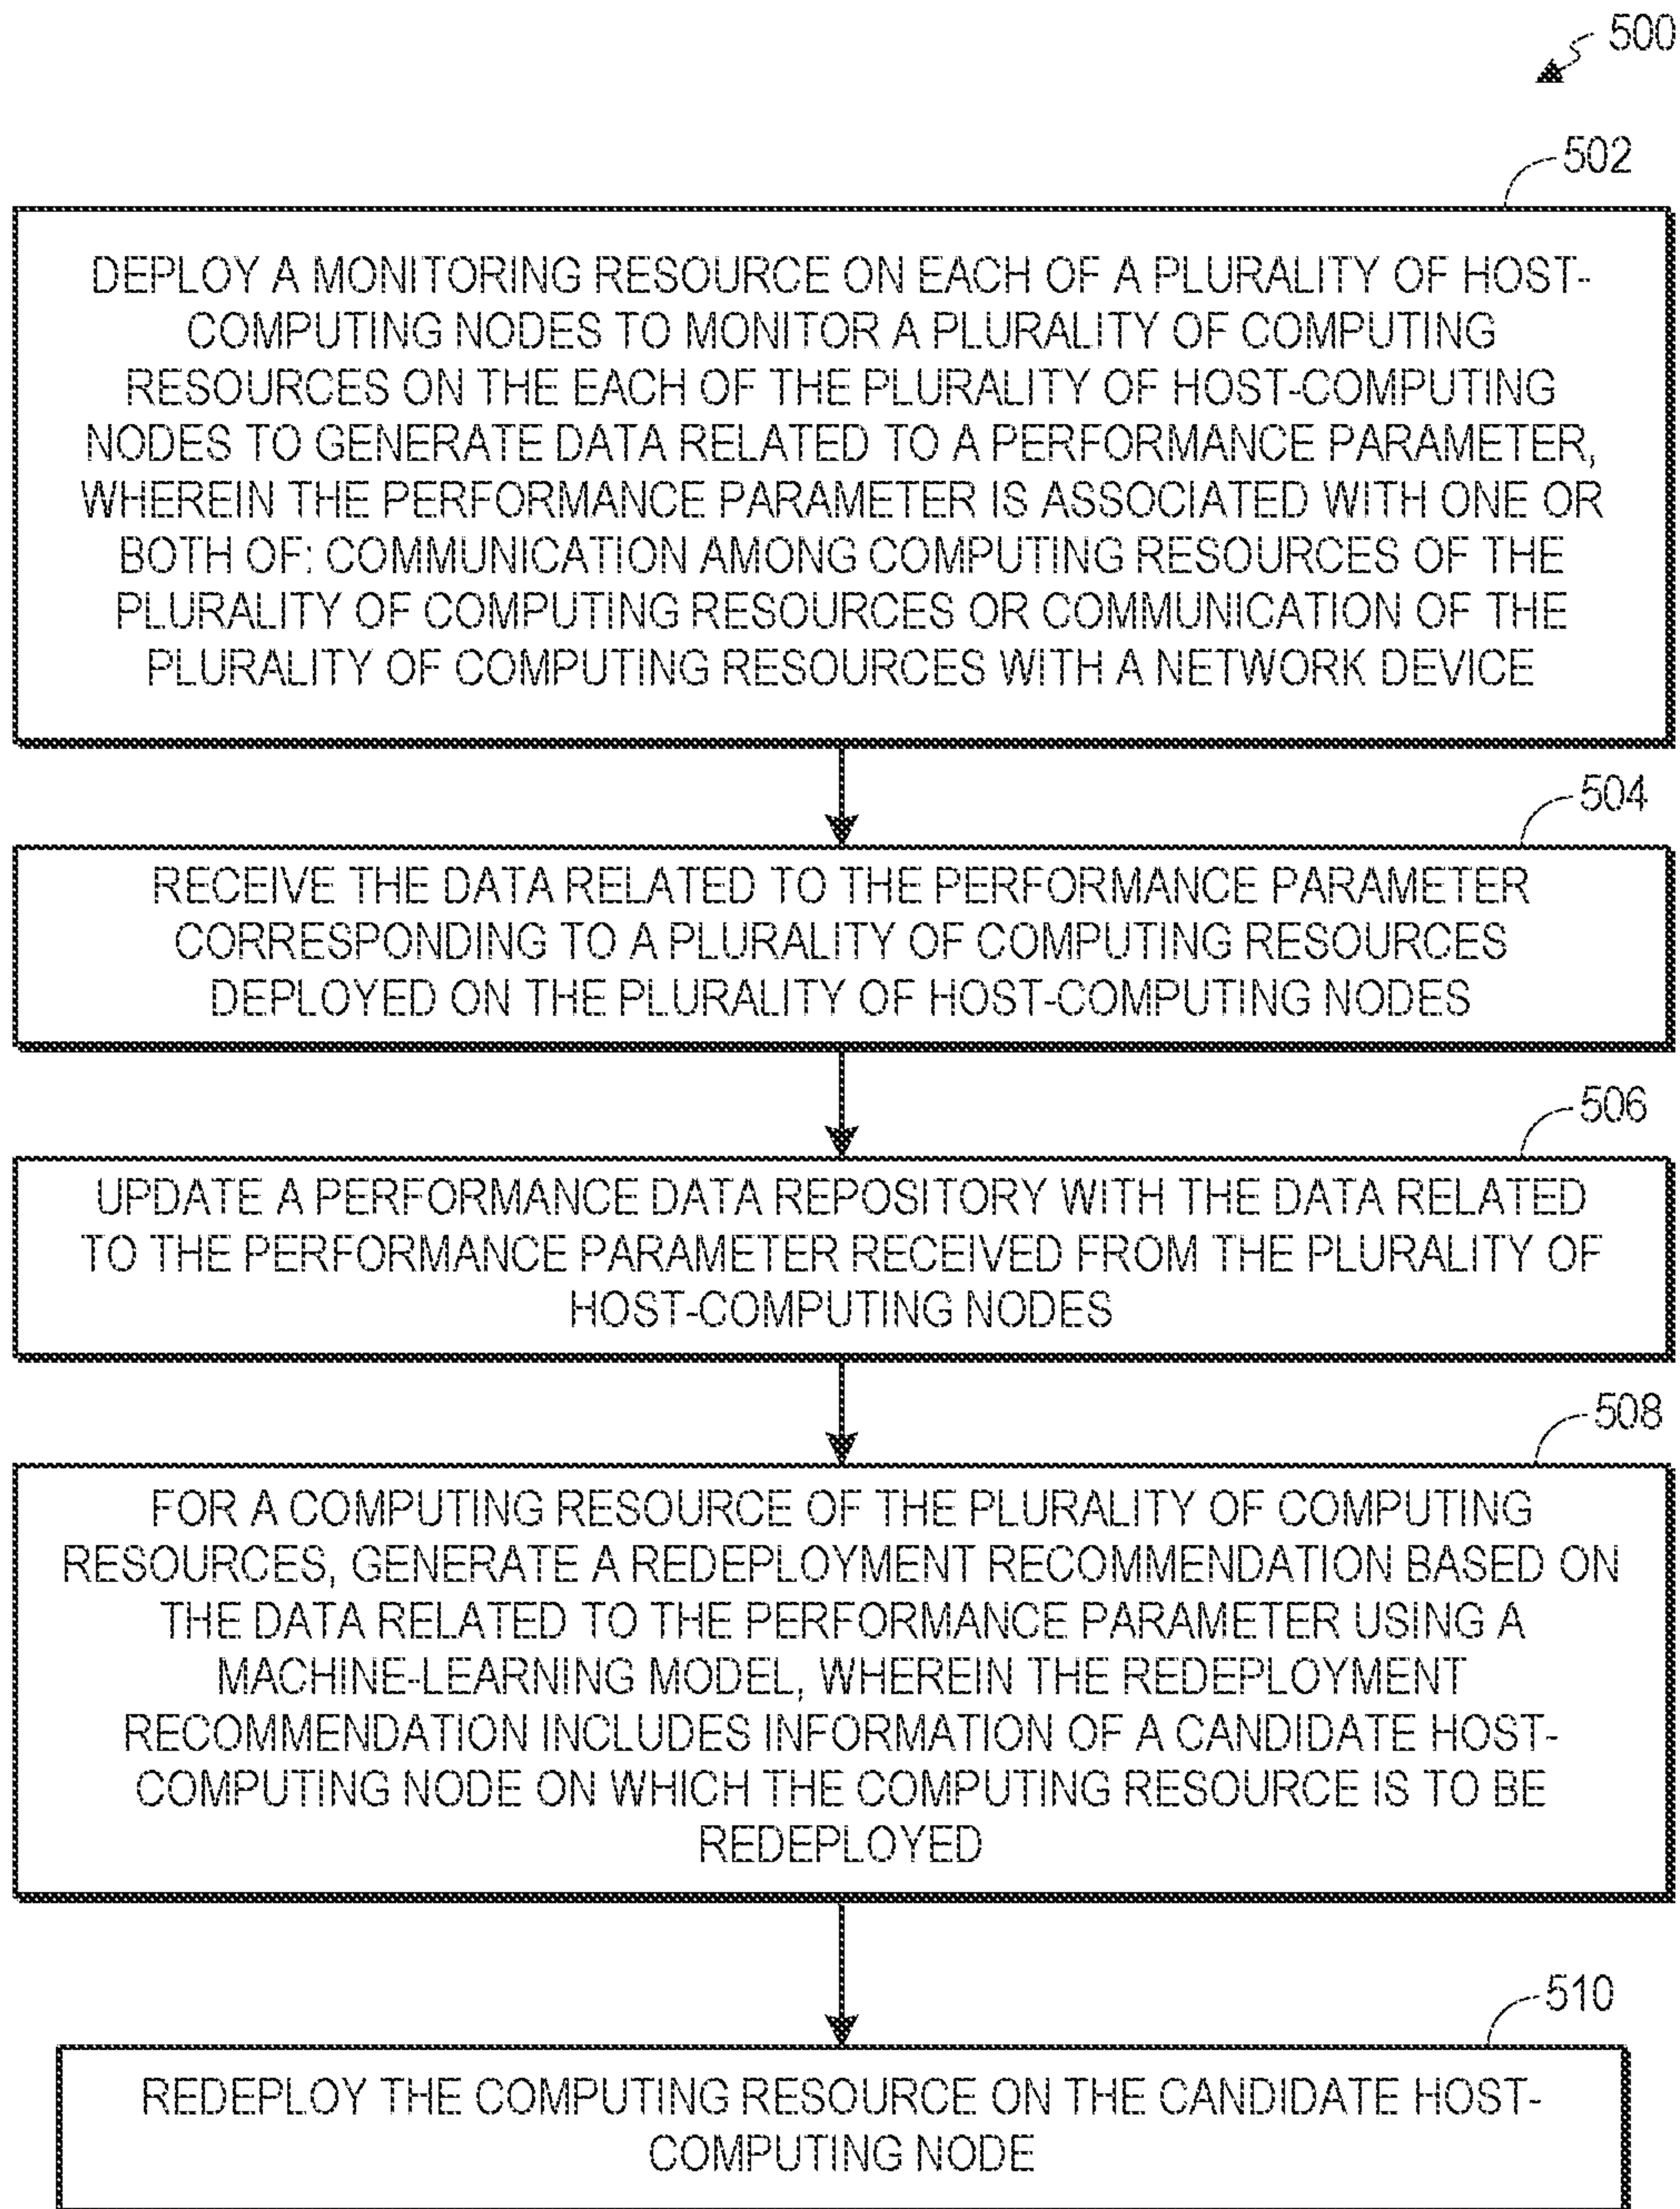 500
502
DEPLOY A MONITORING RESOURCE ON EACH OF A PLURALITY OF HOST-
COMPUTING NODES TO MONITOR A PLURALITY OF COMPUTING
RESOURCES ON THE EACH OF THE PLURALITY OF HOST-COMPUTING
NODES TO GENERATE DATA RELATED TO A PERFORMANCE PARAMETER,
WHEREIN THE PERFORMANCE PARAMETER IS ASSOCIATED WITH ONE OR
BOTH OF: COMMUNICATION AMONG COMPUTING RESOURCES OF THE
PLURALITY OF COMPUTING RESOURCES OR COMMUNICATION OF THE
PLURALITY OF COMPUTING RESOURCES WITH A NETWORK DEVICE
504
RECEIVE THE DATA RELATED TO THE PERFORMANCE PARAMETER
CORRESPONDING TO A PLURALITY OF COMPUTING RESOURCES
DEPLOYED ON THE PLURALITY OF HOST-COMPUTING NODES
506
UPDATE A PERFORMANCE DATA REPOSITORY WITH THE DATA RELATED
TO THE PERFORMANCE PARAMETER RECEIVED FROM THE PLURALITY OF
HOST-COMPUTING NODES
508
FOR A COMPUTING RESOURCE OF THE PLURALITY OF COMPUTING
RESOURCES, GENERATE A REDEPLOYMENT RECOMMENDATION BASED ON
THE DATA RELATED TO THE PERFORMANCE PARAMETER USING A
MACHINE-LEARNING MODEL, WHEREIN THE REDEPLOYMENT
RECOMMENDATION INCLUDES INFORMATION OF A CANDIDATE HOST-
COMPUTING NODE ON WHICH THE COMPUTING RESOURCE IS TO BE
REDEPLOYED
510
REDEPLOY THE COMPUTING RESOURCE ON THE CANDIDATE HOST-
COMPUTING NODE